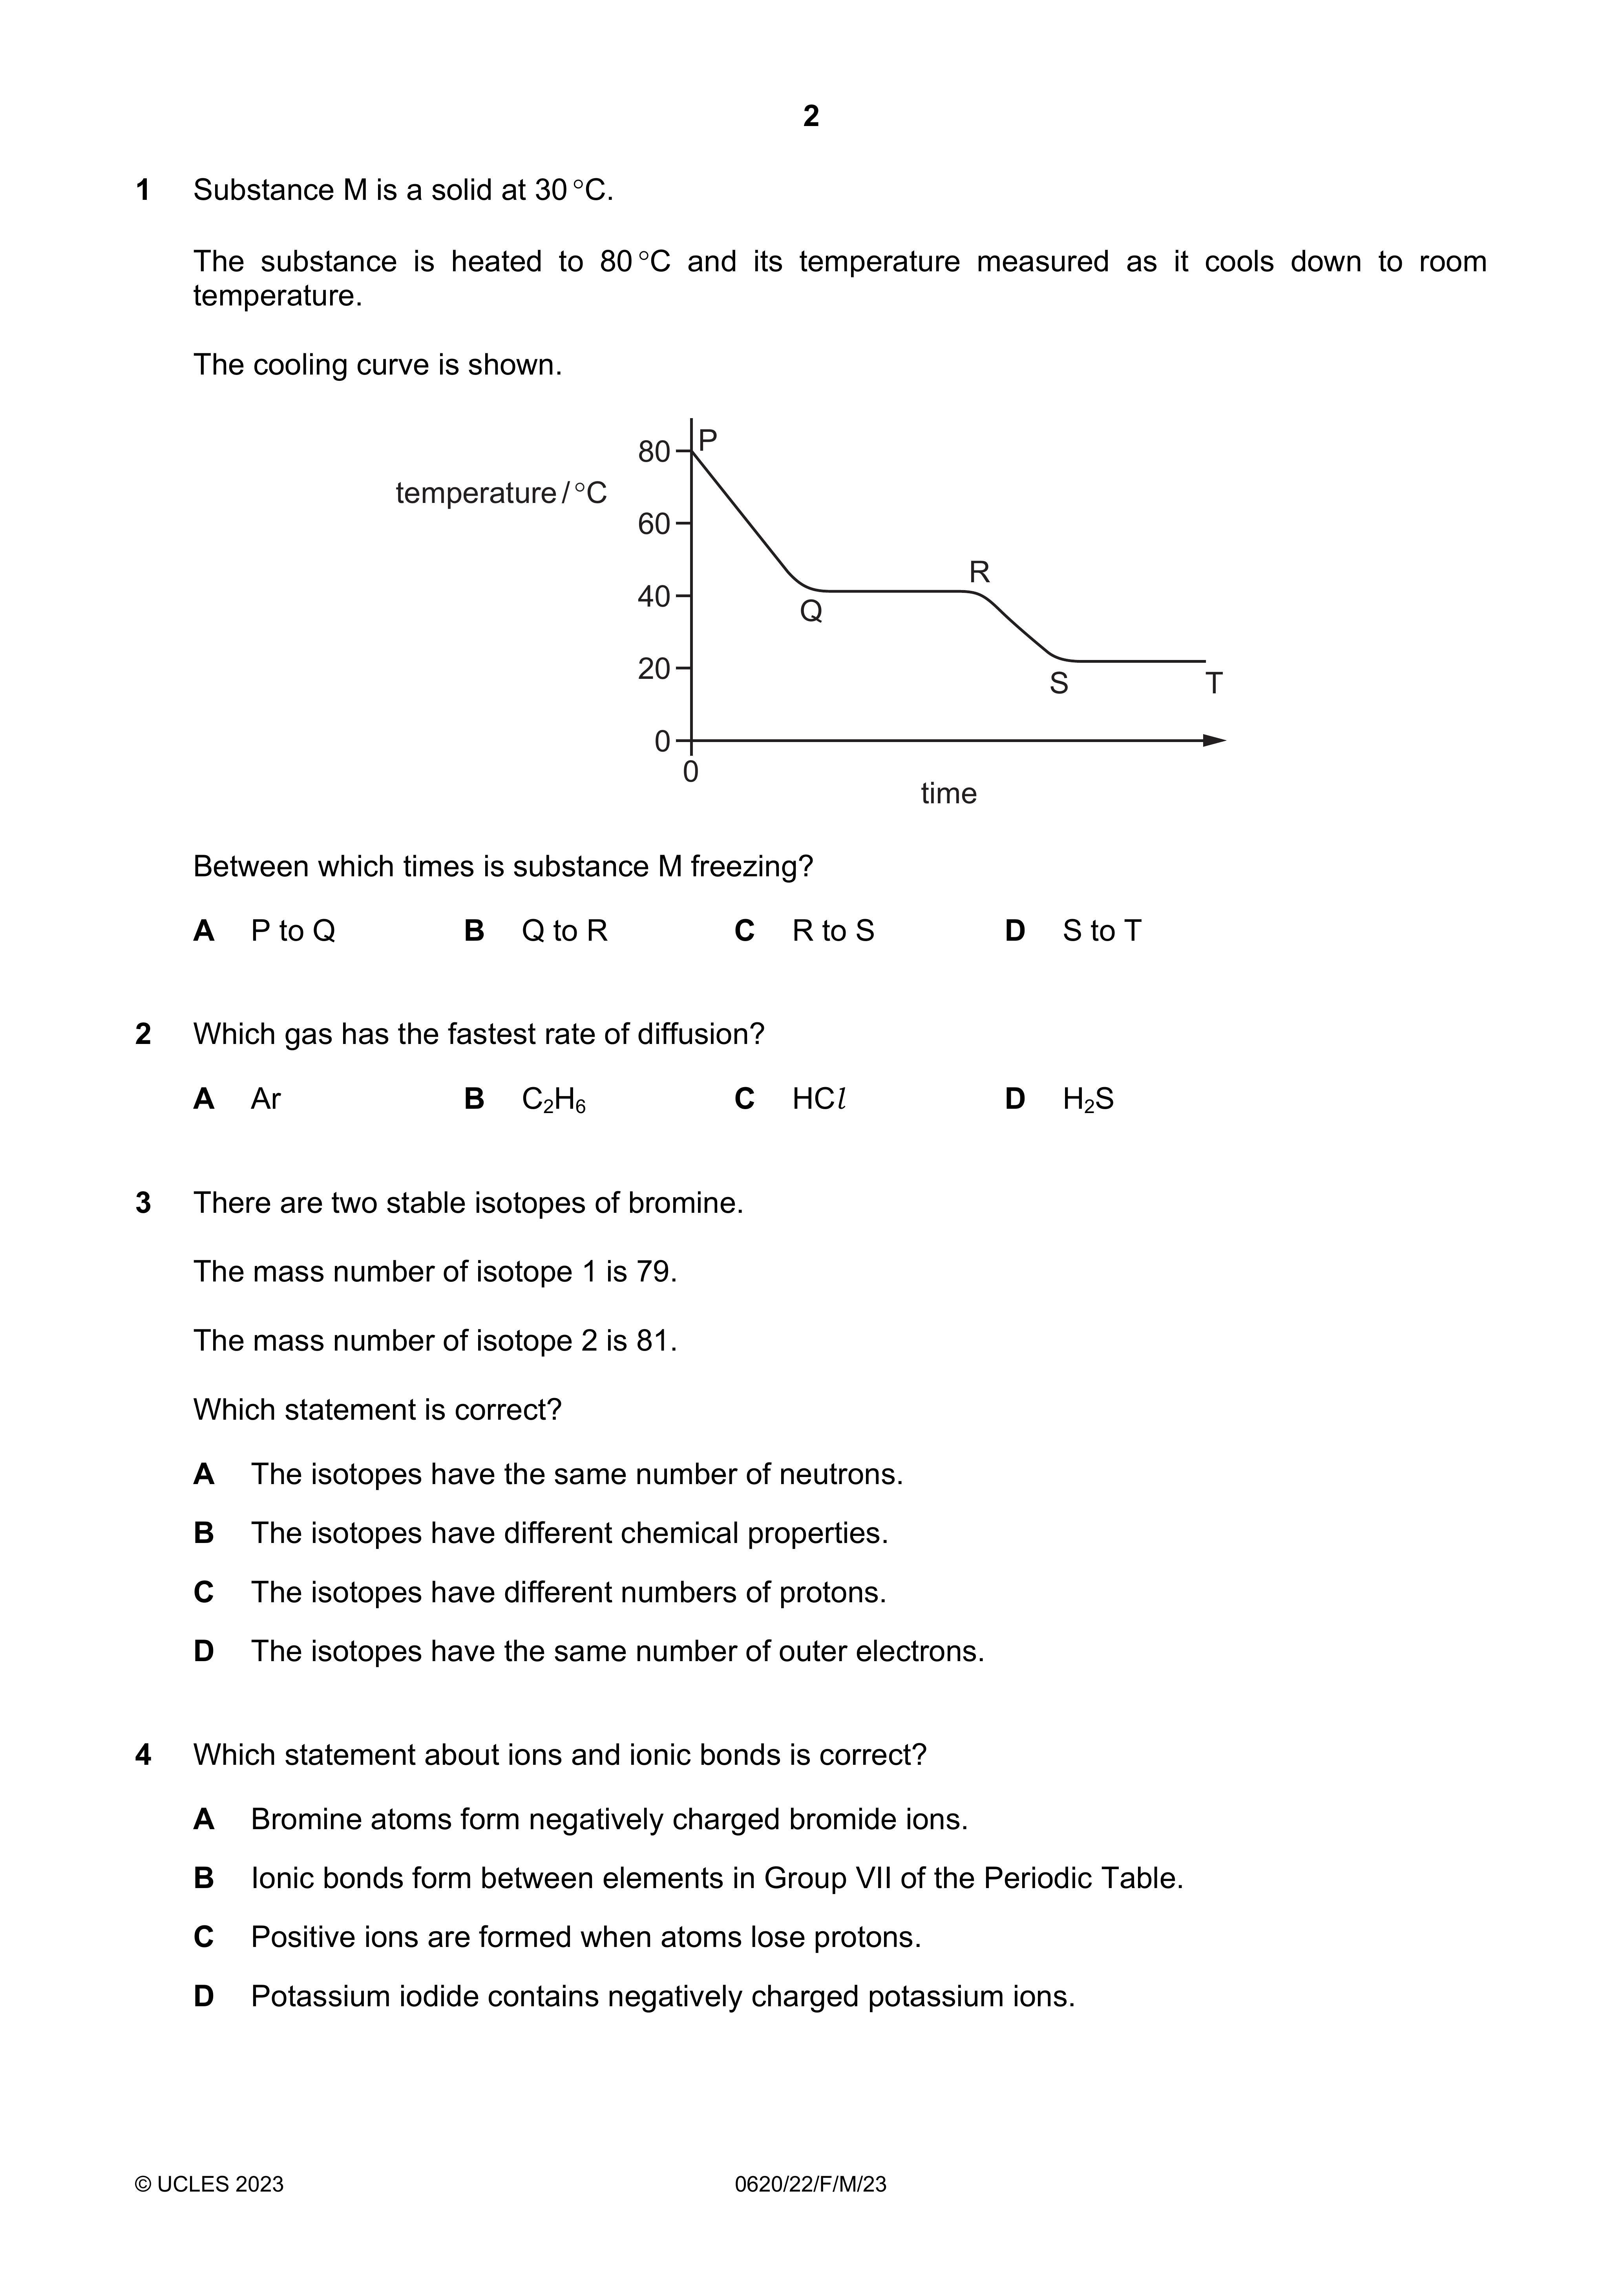 2
1 Substance M is a solid at 30 °C.
The substance is heated to 80 °C and its temperature measured as it cools down to room
temperature.
The cooling curve is shown.
80 P
temperature / °C
60
R
40
Q
20
S T
0
0
time
Between which times is substance M freezing?
A P to Q B Q to R C R to S D S to T
2 Which gas has the fastest rate of diffusion?
A Ar B C₂H₆ C HCl D H₂S
3 There are two stable isotopes of bromine.
The mass number of isotope 1 is 79.
The mass number of isotope 2 is 81.
Which statement is correct?
A The isotopes have the same number of neutrons.
B The isotopes have different chemical properties.
C The isotopes have different numbers of protons.
D The isotopes have the same number of outer electrons.
4 Which statement about ions and ionic bonds is correct?
A Bromine atoms form negatively charged bromide ions.
B Ionic bonds form between elements in Group VII of the Periodic Table.
C Positive ions are formed when atoms lose protons.
D Potassium iodide contains negatively charged potassium ions.
© UCLES 2023 0620/22/F/M/23